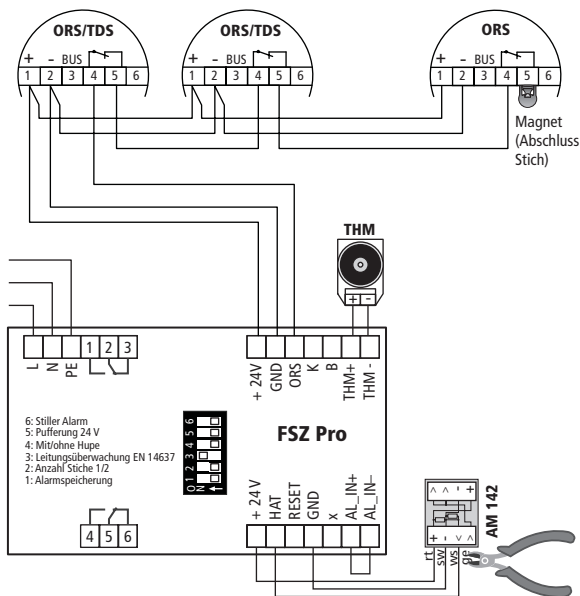 ORS/TDS ORS/TDS ORS
+ - BUS + - BUS + - BUS
1 2 3 4 5 6 1 2 3 4 5 6 1 2 3 4 5 6
Magnet
(Abschluss
Stich)
THM
+ -
L N PE 1 2 3
+ 24V GND ORS K B THM+ THM -
6: Stiller Alarm
5: Pufferung 24 V
4: Mit/ohne Hupe
3: Leitungsüberwachung EN 14637
2: Anzahl Stiche 1/2
1: Alarmspeicherung
1 2 3 4 5 6
ON
FSZ Pro
4 5 6
+ 24 V HAT RESET GND x AL_IN+ AL_IN–
AM 142
+ -
+ -
rt sw ws ge